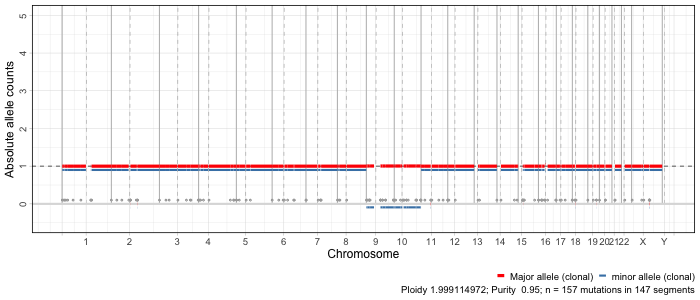 Absolute allele counts
5
4
3
2
1
0
1 2 3 4 5 6 7 8 9 10 11 12 13 14 15 16 17 18 19 20 21 22 X Y
Chromosome
Major allele (clonal) minor allele (clonal)
Ploidy 1.999114972; Purity 0.95; n = 157 mutations in 147 segments